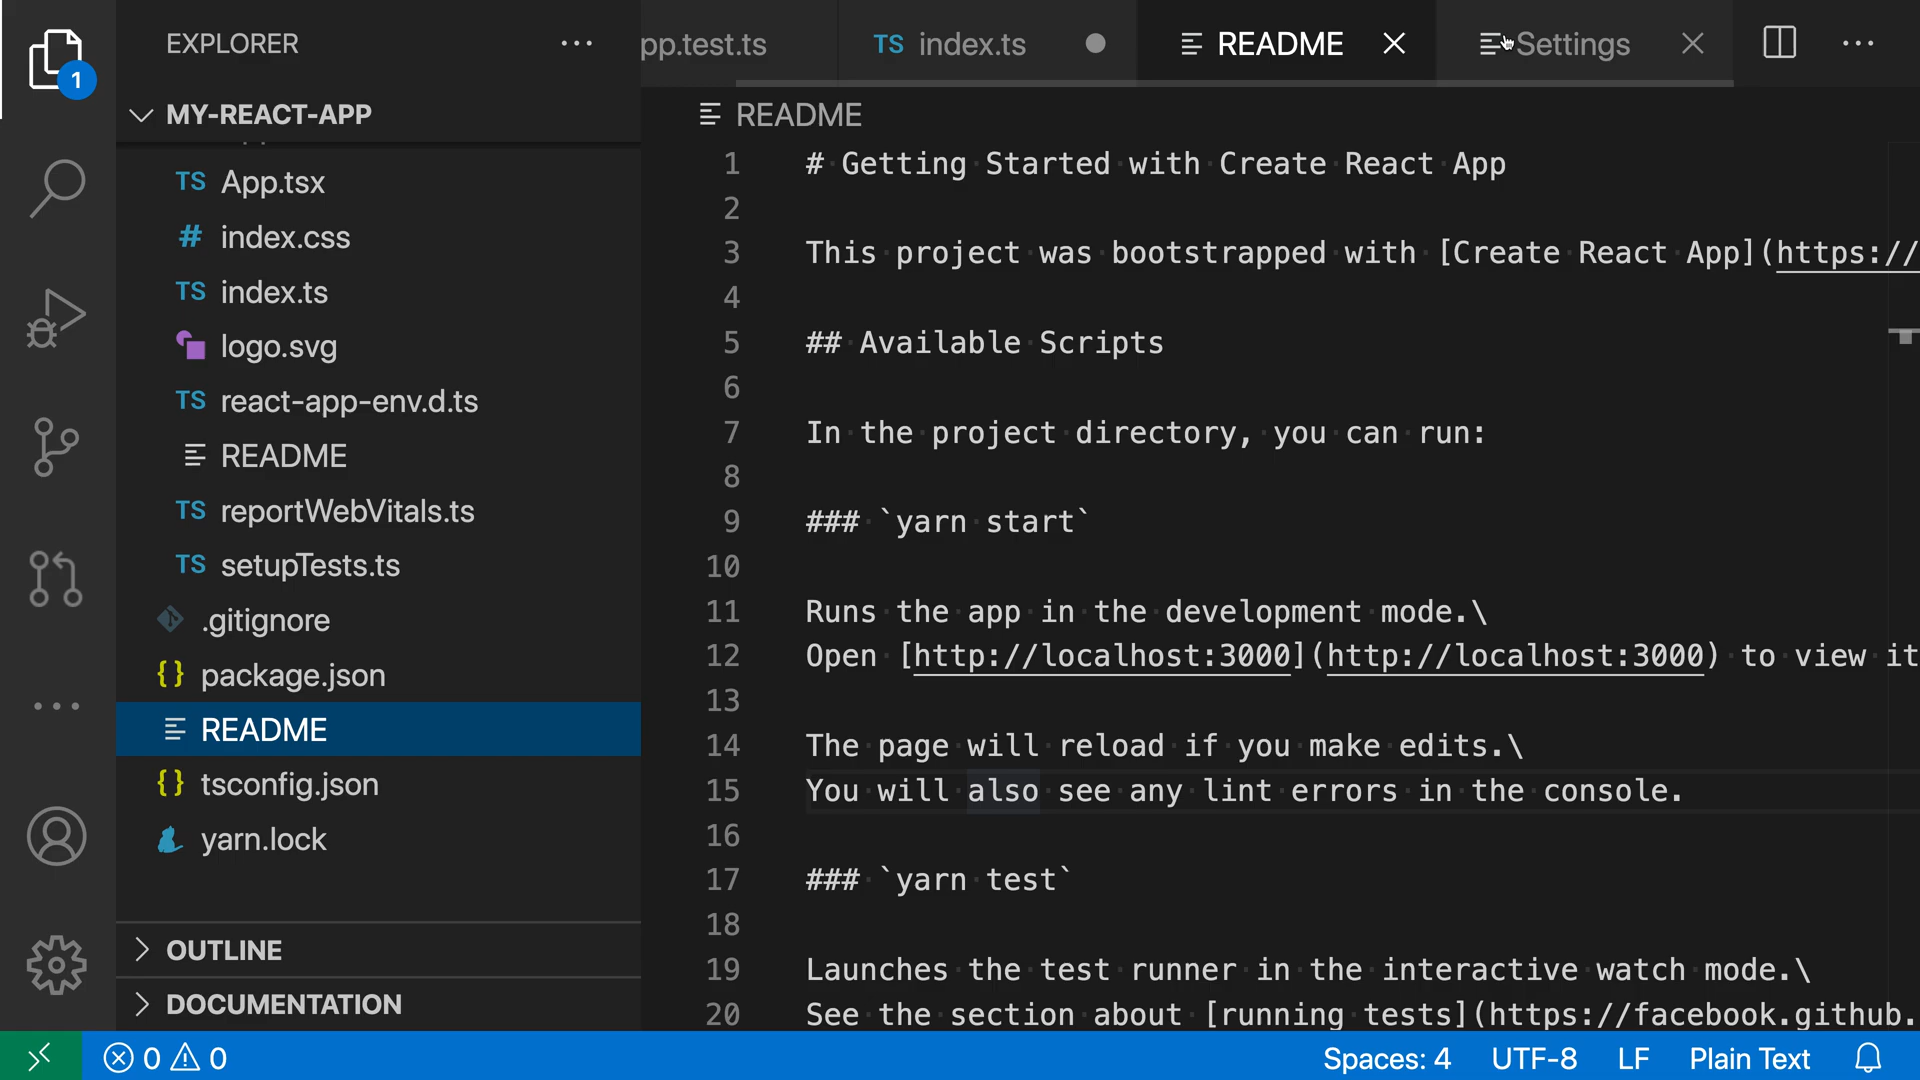 EXPLORER
pp.test.ts
TS index.ts
README
Settings
1
MY-REACT-APP
TS App.tsx
# index.css
TS index.ts
logo.svg
TS react-app-env.d.ts
README
TS reportWebVitals.ts
TS setupTests.ts
.gitignore
{} package.json
README
{} tsconfig.json
yarn.lock
OUTLINE
DOCUMENTATION
README
1 # Getting Started with Create React App
2
3 This project was bootstrapped with [Create React App](https://
4
5 ## Available Scripts
6
7 In the project directory, you can run:
8
9 ### `yarn start`
10
11 Runs the app in the development mode.\
12 Open [http://localhost:3000](http://localhost:3000) to view it
13
14 The page will reload if you make edits.\
15 You will also see any lint errors in the console.
16
17 ### `yarn test`
18
19 Launches the test runner in the interactive watch mode.\
20 See the section about [running tests](https://facebook.github.
0 0
Spaces: 4
UTF-8
LF
Plain Text